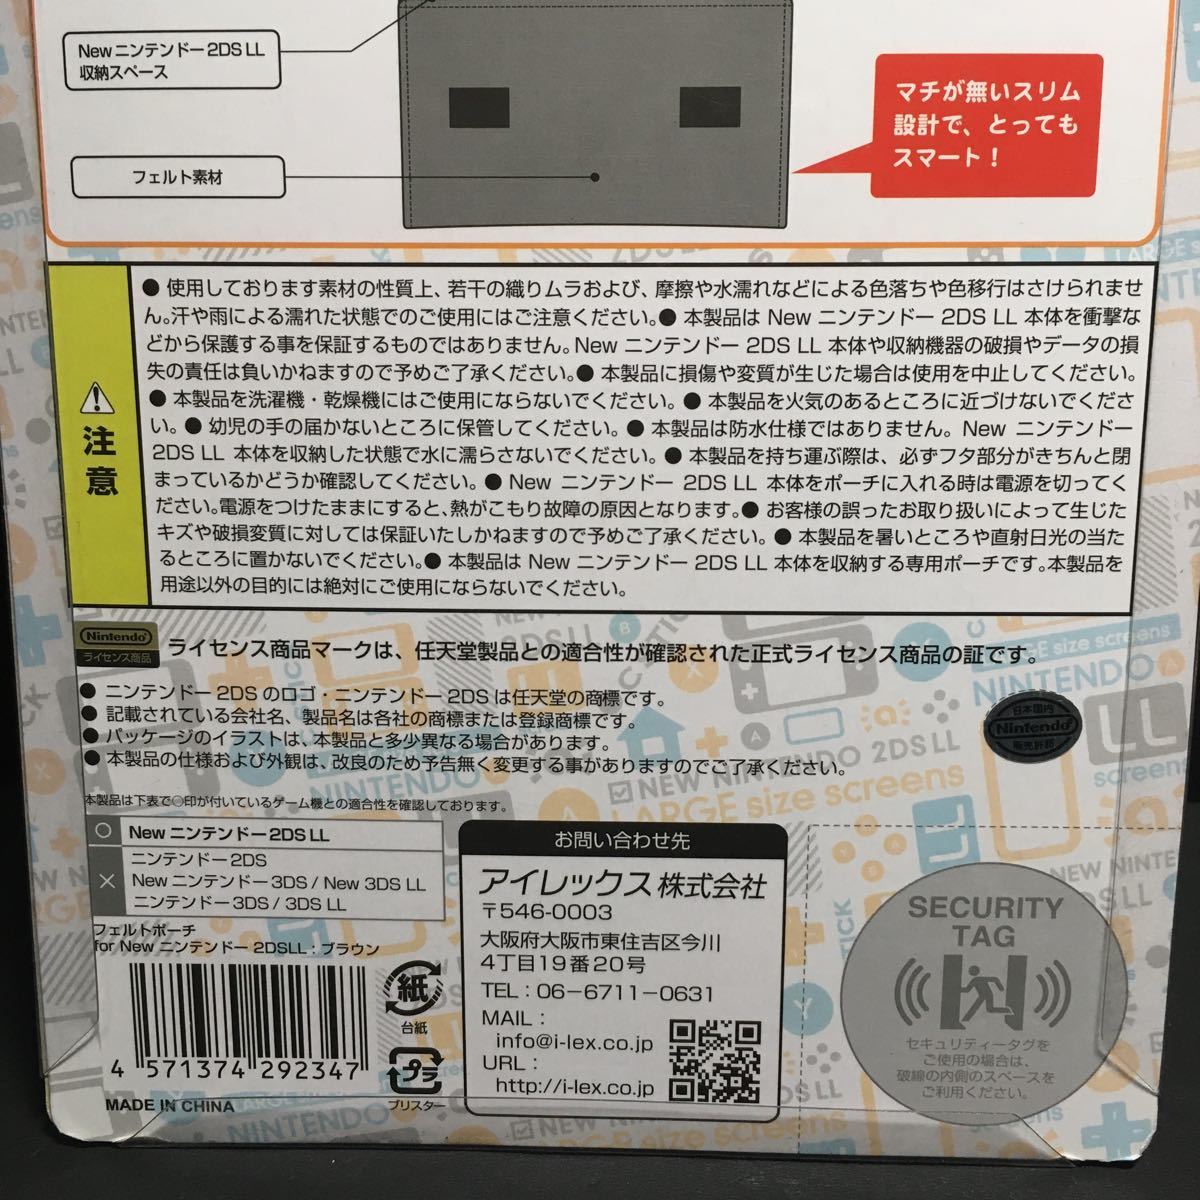 Newニンテンドー2DS LL
収納スペース
フェルト素材
マチが無いスリム
設計で、とっても
スマート！
注意
● 使用しております素材の性質上、若干の織りムラおよび、摩擦や水濡れなどによる色落ちや色移行はさけられませ
ん。汗や雨による濡れた状態でのご使用にはご注意ください。● 本製品は New ニンテンドー 2DS LL 本体を衝撃な
どから保護する事を保証するものではありません。New ニンテンドー 2DS LL 本体や収納機器の破損やデータの損
失の責任は負いかねますので予めご了承ください。● 本製品に損傷や変質が生じた場合は使用を中止してください。
● 本製品を洗濯機・乾燥機にはご使用にならないでください。● 本製品を火気のあるところに近づけないでくださ
い。● 幼児の手の届かないところに保管してください。● 本製品は防水仕様ではありません。New ニンテンドー
2DS LL 本体を収納した状態で水に濡らさないでください。● 本製品を持ち運ぶ際は、必ずフタ部分がきちんと閉
まっているかどうか確認してください。● New ニンテンドー 2DS LL 本体をポーチに入れる時は電源を切ってく
ださい。電源をつけたままにすると、熱がこもり故障の原因となります。● お客様の誤ったお取り扱いによって生じた
キズや破損変質に対しては保証いたしかねますので予めご了承ください。● 本製品を暑いところや直射日光の当た
るところに置かないでください。● 本製品は New ニンテンドー 2DS LL 本体を収納する専用ポーチです。本製品を
用途以外の目的には絶対にご使用にならないでください。
Nintendo
ライセンス商品
ライセンス商品マークは、任天堂製品との適合性が確認された正式ライセンス商品の証です。
● ニンテンドー2DSのロゴ・ニンテンドー2DSは任天堂の商標です。
● 記載されている会社名、製品名は各社の商標または登録商標です。
● パッケージのイラストは、本製品と多少異なる場合があります。
● 本製品の仕様および外観は、改良のため予告無く変更する事がありますのでご了承ください。
日本国内
Nintendo
販売許諾
本製品は下表で○印が付いているゲーム機との適合性を確認しております。
○ Newニンテンドー2DS LL
ニンテンドー2DS
× Newニンテンドー3DS / New 3DS LL
ニンテンドー3DS / 3DS LL
フェルトポーチ
for New ニンテンドー 2DSLL：ブラウン
4 571374 292347
MADE IN CHINA
紙
台紙
プラ
ブリスター
お問い合わせ先
アイレックス株式会社
〒546-0003
大阪府大阪市東住吉区今川
4丁目19番20号
TEL：06-6711-0631
MAIL：
info@i-lex.co.jp
URL：
http://i-lex.co.jp
SECURITY
TAG
セキュリティータグを
ご使用の場合は、
破線の内側のスペースを
ご利用ください。